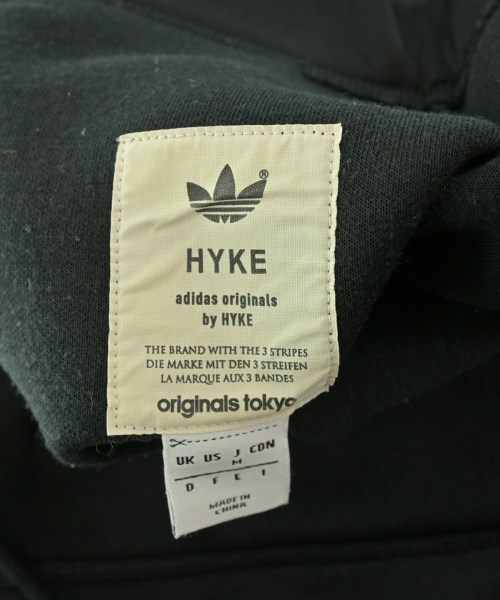 ®
HYKE
adidas originals
by HYKE
THE BRAND WITH THE 3 STRIPES
DIE MARKE MIT DEN 3 STREIFEN
LA MARQUE AUX 3 BANDES
originals tokyo
UK US J CDN
M
D F E I
MADE IN
CHINA